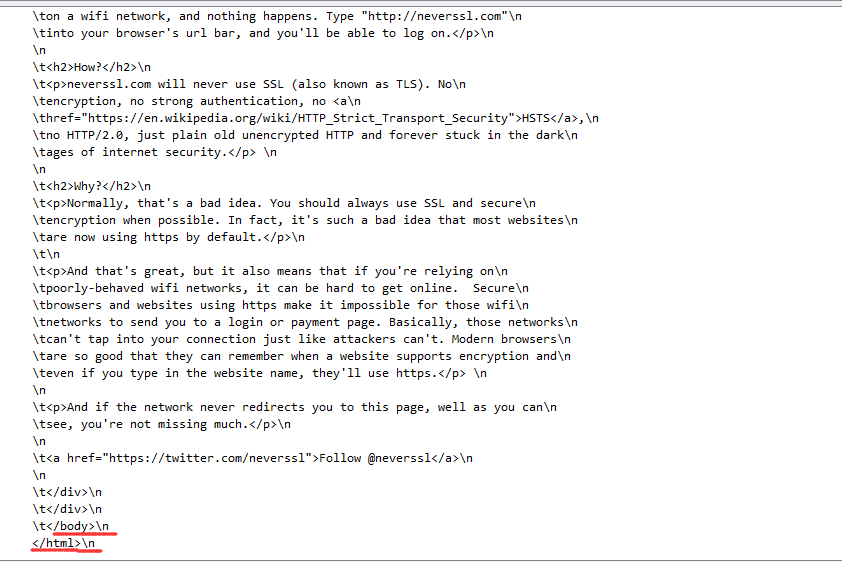 \ton a wifi network, and nothing happens. Type "http://neverssl.com"\n
\tinto your browser's url bar, and you'll be able to log on.</p>\n
\n
\t<h2>How?</h2>\n
\t<p>neverssl.com will never use SSL (also known as TLS). No\n
\tencryption, no strong authentication, no <a\n
\thref="https://en.wikipedia.org/wiki/HTTP_Strict_Transport_Security">HSTS</a>,\n
\tno HTTP/2.0, just plain old unencrypted HTTP and forever stuck in the dark\n
\tages of internet security.</p> \n
\n
\t<h2>Why?</h2>\n
\t<p>Normally, that's a bad idea. You should always use SSL and secure\n
\tencryption when possible. In fact, it's such a bad idea that most websites\n
\tare now using https by default.</p>\n
\t\n
\t<p>And that's great, but it also means that if you're relying on\n
\tpoorly-behaved wifi networks, it can be hard to get online.  Secure\n
\tbrowsers and websites using https make it impossible for those wifi\n
\tnetworks to send you to a login or payment page. Basically, those networks\n
\tcan't tap into your connection just like attackers can't. Modern browsers\n
\tare so good that they can remember when a website supports encryption and\n
\teven if you type in the website name, they'll use https.</p> \n
\n
\t<p>And if the network never redirects you to this page, well as you can\n
\tsee, you're not missing much.</p>\n
\n
\t<a href="https://twitter.com/neverssl">Follow @neverssl</a>\n
\n
\t</div>\n
\t</div>\n
\t</body>\n
</html>\n